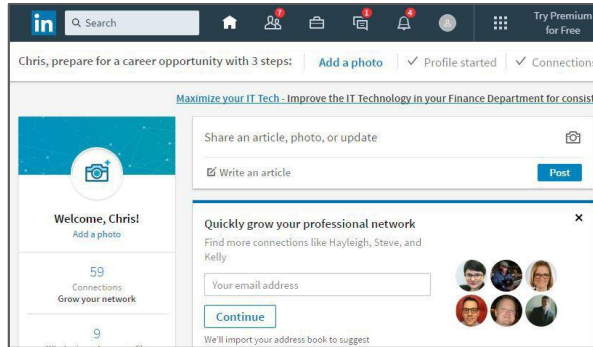 in
Search
7
1
4
Try Premium
for Free
Chris, prepare for a career opportunity with 3 steps: Add a photo Profile started Connections
Maximize your IT Tech - Improve the IT Technology in your Finance Department for consist
Share an article, photo, or update
Write an article
Post
Welcome, Chris!
Add a photo
59
Connections
Grow your network
9
Quickly grow your professional network
Find more connections like Hayleigh, Steve, and
Kelly
Your email address
Continue
We'll import your address book to suggest